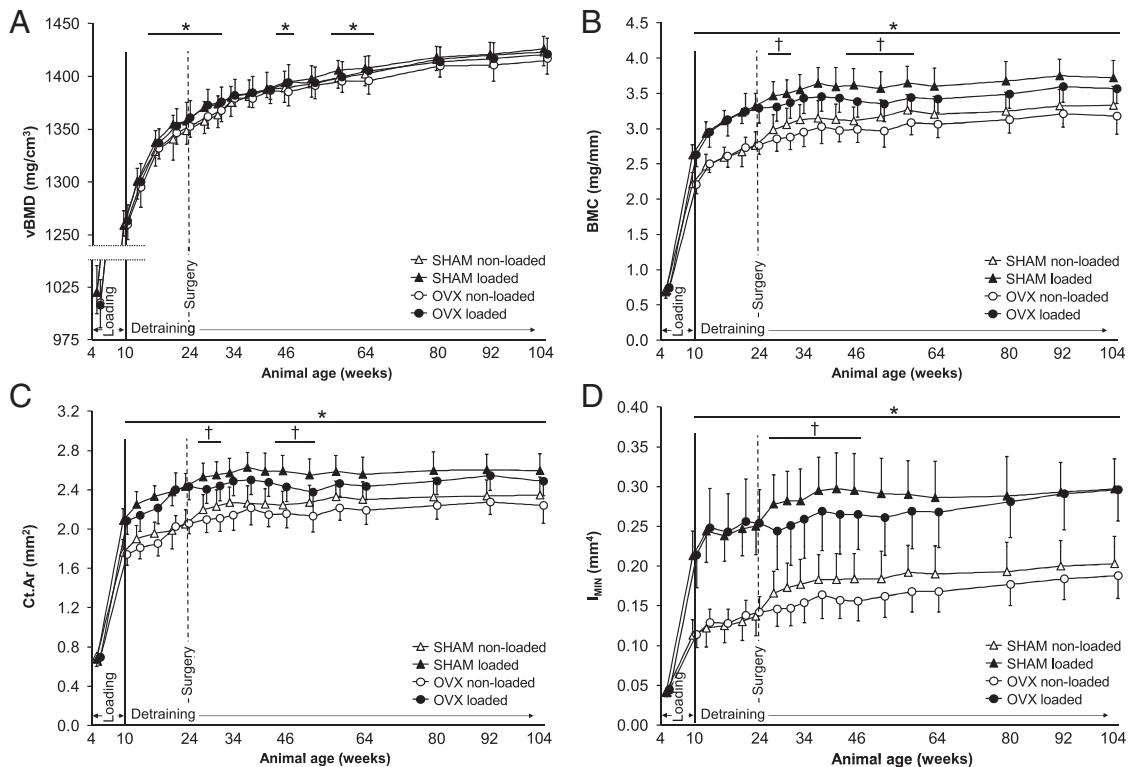 A
vBMD (mg/cm³)
1450
1400
1350
1300
1250
1025
975
* * *
Loading
Detraining
Surgery
SHAM non-loaded
SHAM loaded
OVX non-loaded
OVX loaded
4 10 24 34 46 64 80 92 104
Animal age (weeks)
B
BMC (mg/mm)
4.5
4.0
3.5
3.0
2.5
2.0
1.5
1.0
0.5
0.0
*
† †
Loading
Detraining
Surgery
SHAM non-loaded
SHAM loaded
OVX non-loaded
OVX loaded
4 10 24 34 46 64 80 92 104
Animal age (weeks)
C
Ct.Ar (mm²)
3.2
2.8
2.4
2.0
1.6
1.2
0.8
0.4
0.0
*
† †
Loading
Detraining
Surgery
SHAM non-loaded
SHAM loaded
OVX non-loaded
OVX loaded
4 10 24 34 46 64 80 92 104
Animal age (weeks)
D
I_MIN (mm⁴)
0.40
0.35
0.30
0.25
0.20
0.15
0.10
0.05
0.00
*
†
Loading
Detraining
Surgery
SHAM non-loaded
SHAM loaded
OVX non-loaded
OVX loaded
4 10 24 34 46 64 80 92 104
Animal age (weeks)